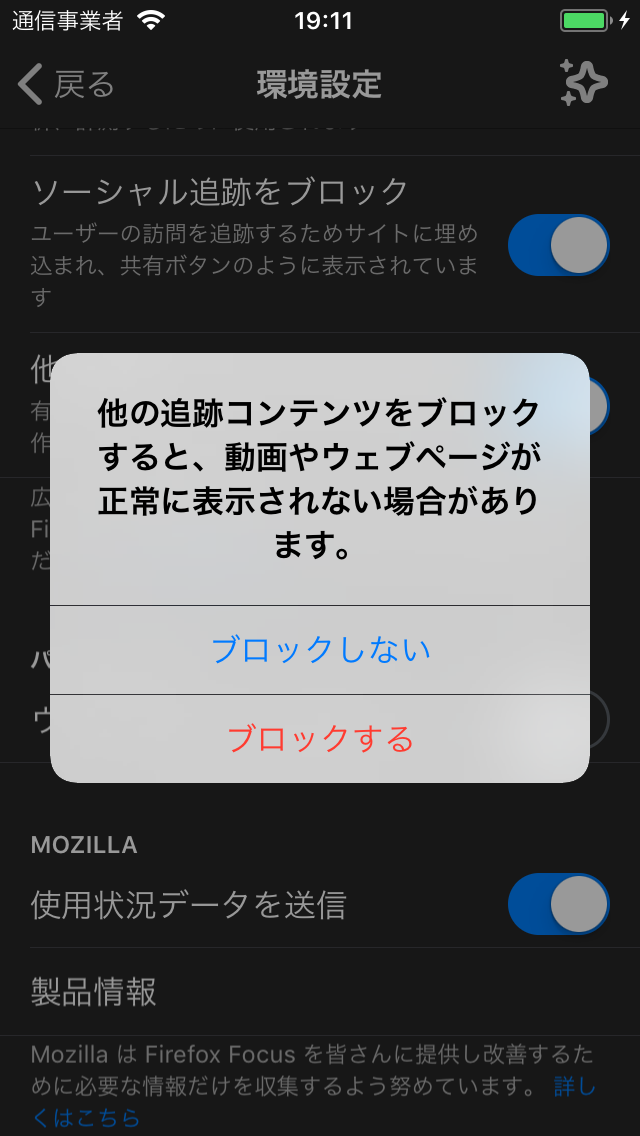 通信事業者 19:11
戻る 環境設定
ソーシャル追跡をブロック
ユーザーの訪問を追跡するためサイトに埋め
込まれ、共有ボタンのように表示されていま
す
他
有
作
他の追跡コンテンツをブロック
すると、動画やウェブページが
正常に表示されない場合があり
ます。
広
Fi
だ
ブロックしない
パ
ウ
ブロックする
MOZILLA
使用状況データを送信
製品情報
Mozilla は Firefox Focus を皆さんに提供し改善するた
めに必要な情報だけを収集するよう努めています。 詳し
くはこちら